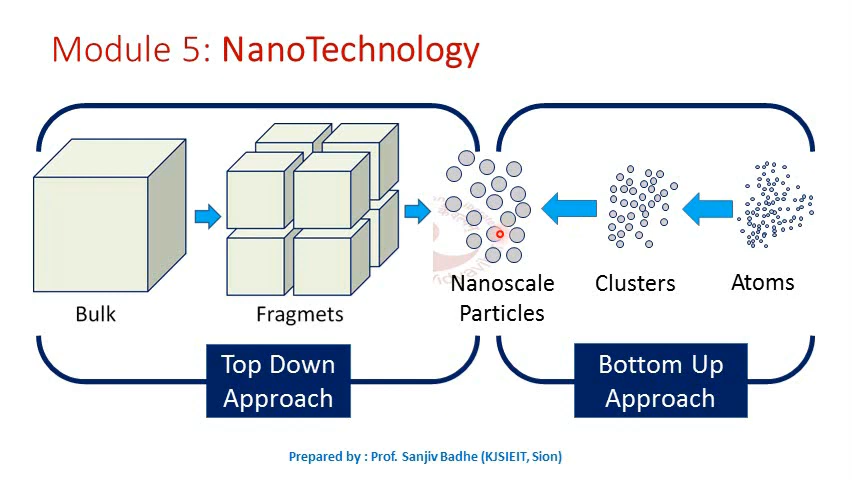 Module 5: NanoTechnology
Bulk
Fragmets
Nanoscale
Particles
Clusters
Atoms
Top Down
Approach
Bottom Up
Approach
Prepared by : Prof. Sanjiv Badhe (KJSIEIT, Sion)